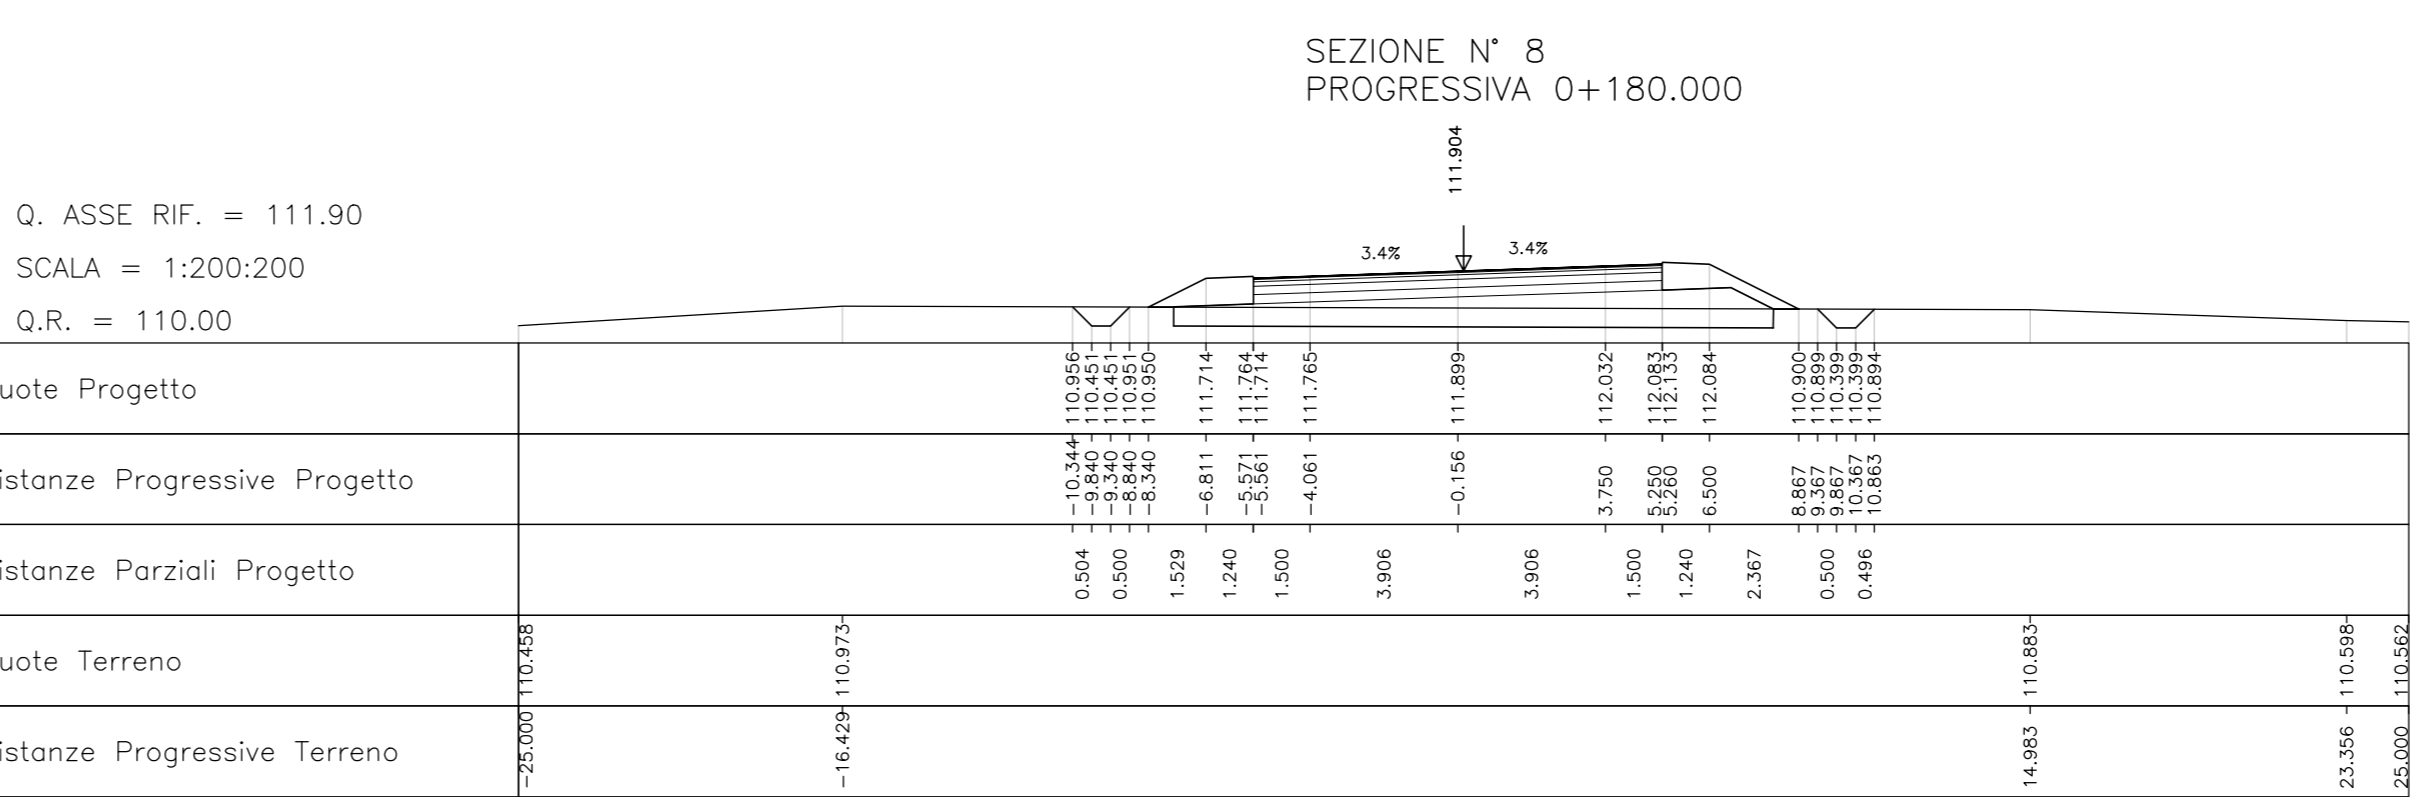 SEZIONE N° 8
PROGRESSIVA 0+180.000
111.904
Q. ASSE RIF. = 111.90
SCALA = 1:200:200
Q.R. = 110.00
3.4% 3.4%
uote Progetto 110.956 110.451 110.451 110.951 110.950 111.714 111.764 111.714 111.765 111.899 112.032 112.083 112.133 112.084 110.900 110.899 110.399 110.399 110.894
istanze Progressive Progetto -10.344 -9.840 -9.340 -8.840 -8.340 -6.811 -5.571 -5.561 -4.061 -0.156 3.750 5.250 5.260 6.500 8.867 9.367 9.867 10.367 10.863
istanze Parziali Progetto 0.504 0.500 1.529 1.240 1.500 3.906 3.906 1.500 1.240 2.367 0.500 0.496
uote Terreno 110.458 110.973 110.883 110.598 110.562
istanze Progressive Terreno -25.000 -16.429 14.983 23.356 25.000